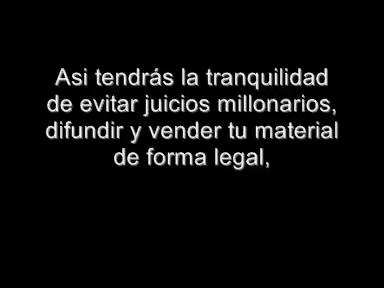 Asi tendrás la tranquilidad
de evitar juicios millonarios,
difundir y vender tu material
de forma legal,